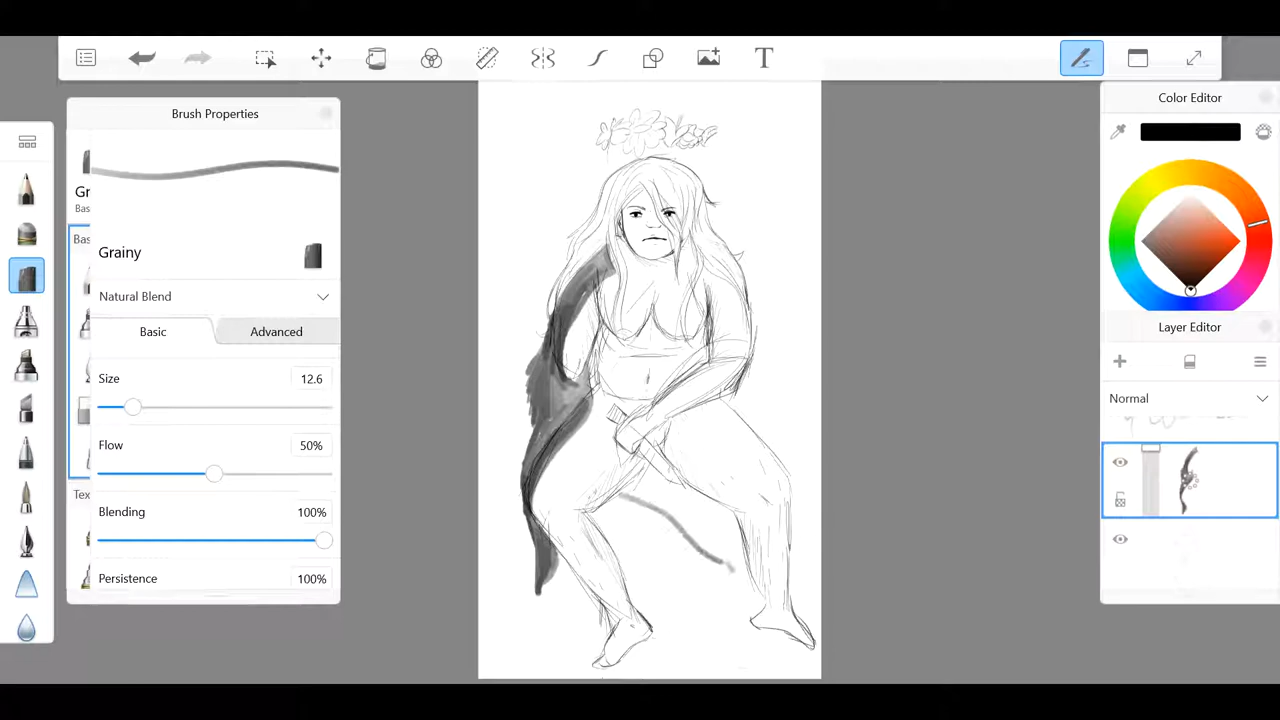 T
Brush Properties
Color Editor
Gr
Bas
Bas
Grainy
Natural Blend
Basic
Advanced
Layer Editor
Size
12.6
Normal
Flow
50%
Tex
Blending
100%
Persistence
100%